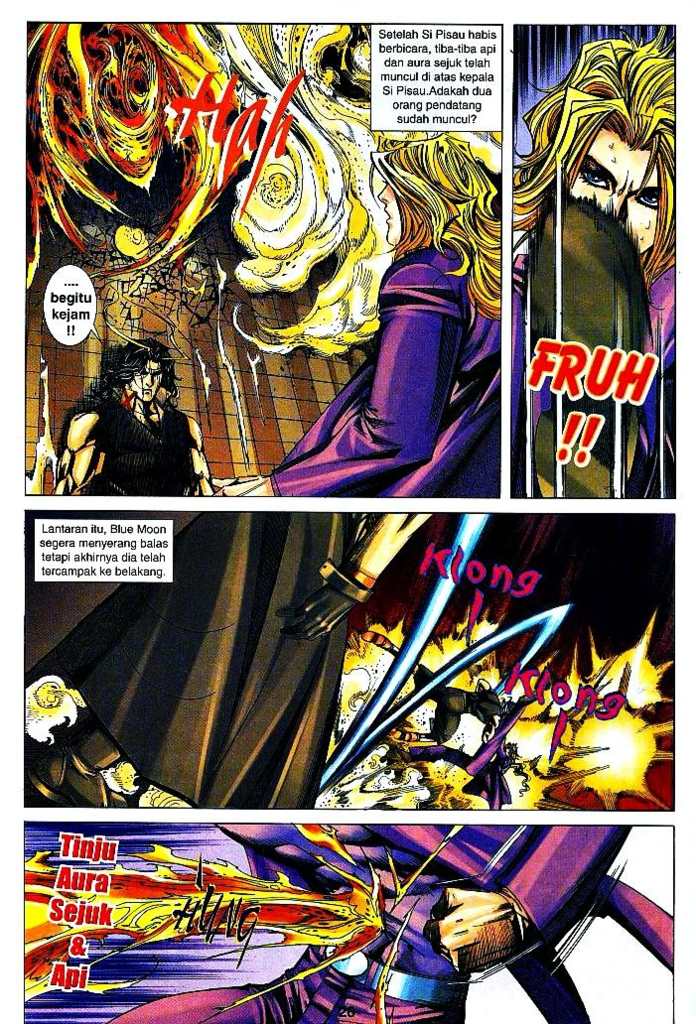 Setelah Si Pisau habis
berbicara, tiba-tiba api
dan aura sejuk telah
muncul di atas kepala
Si Pisau.Adakah dua
orang pendatang
sudah muncul?
Hah
....
begitu
kejam
!!
FRUH
!!
Lantaran itu, Blue Moon
segera menyerang balas
tetapi akhirnya dia telah
tercampak ke belakang.
Klong
!
Klong
!
Tinju
Aura
Sejuk
&
Api
HUNG
26